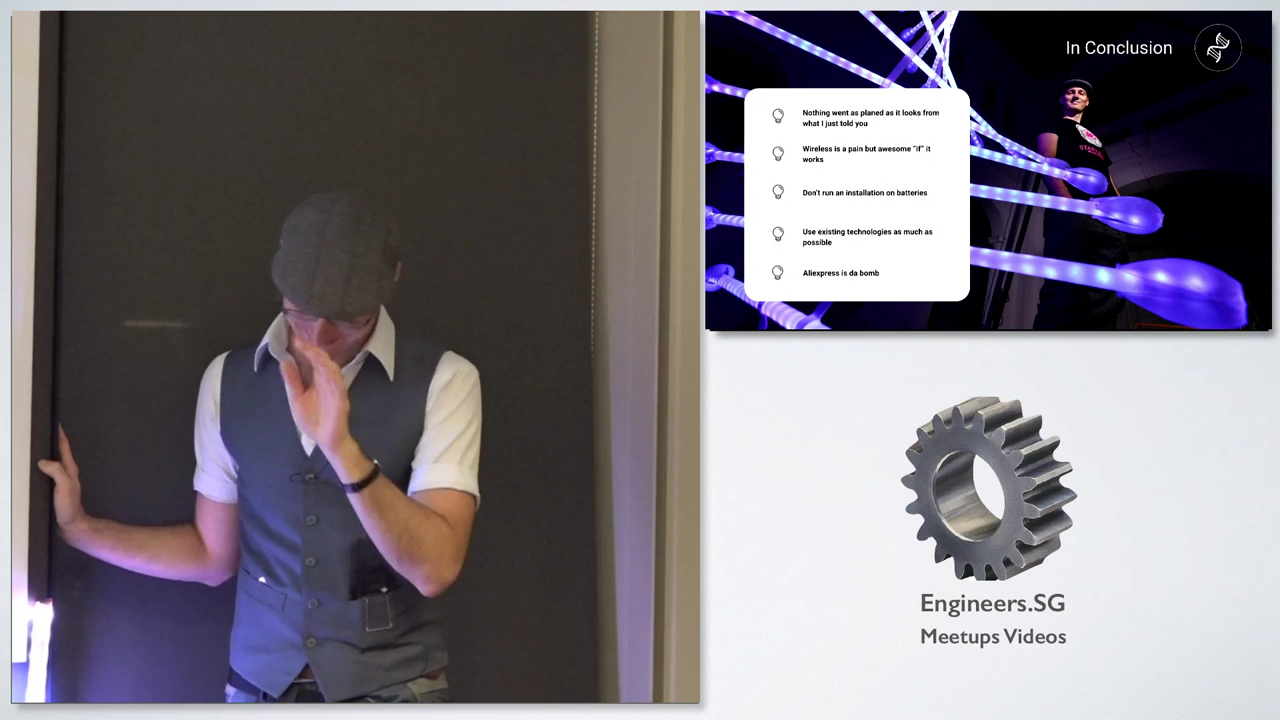 In Conclusion
Nothing went as planed as it looks from
what I just told you
Wireless is a pain but awesome "if" it
works
Don't run an installation on batteries
Use existing technologies as much as
possible
Aliexpress is da bomb
Engineers.SG
Meetups Videos